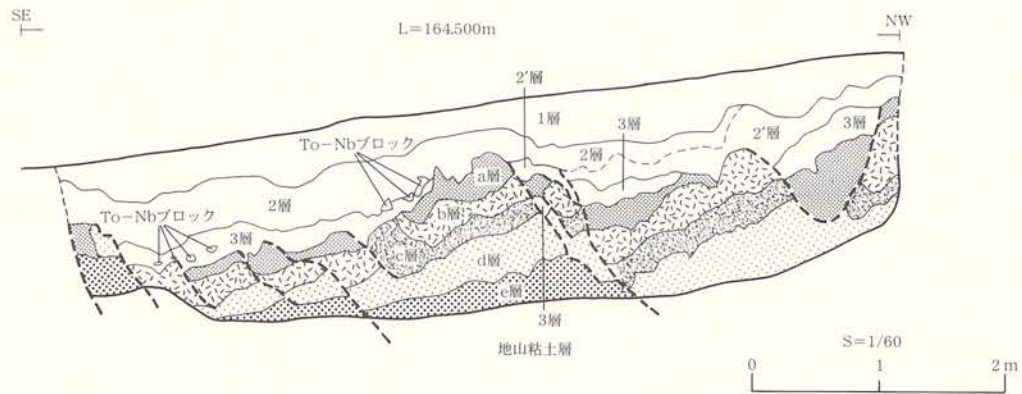 SE
NW
L=164.500m
2'層
1層
3層
To-Nbブロック
2'層
3層
2層
a層
To-Nbブロック
2層
b層
3層
c層
d層
e層
3層
地山粘土層
S=1/60
0 1 2m